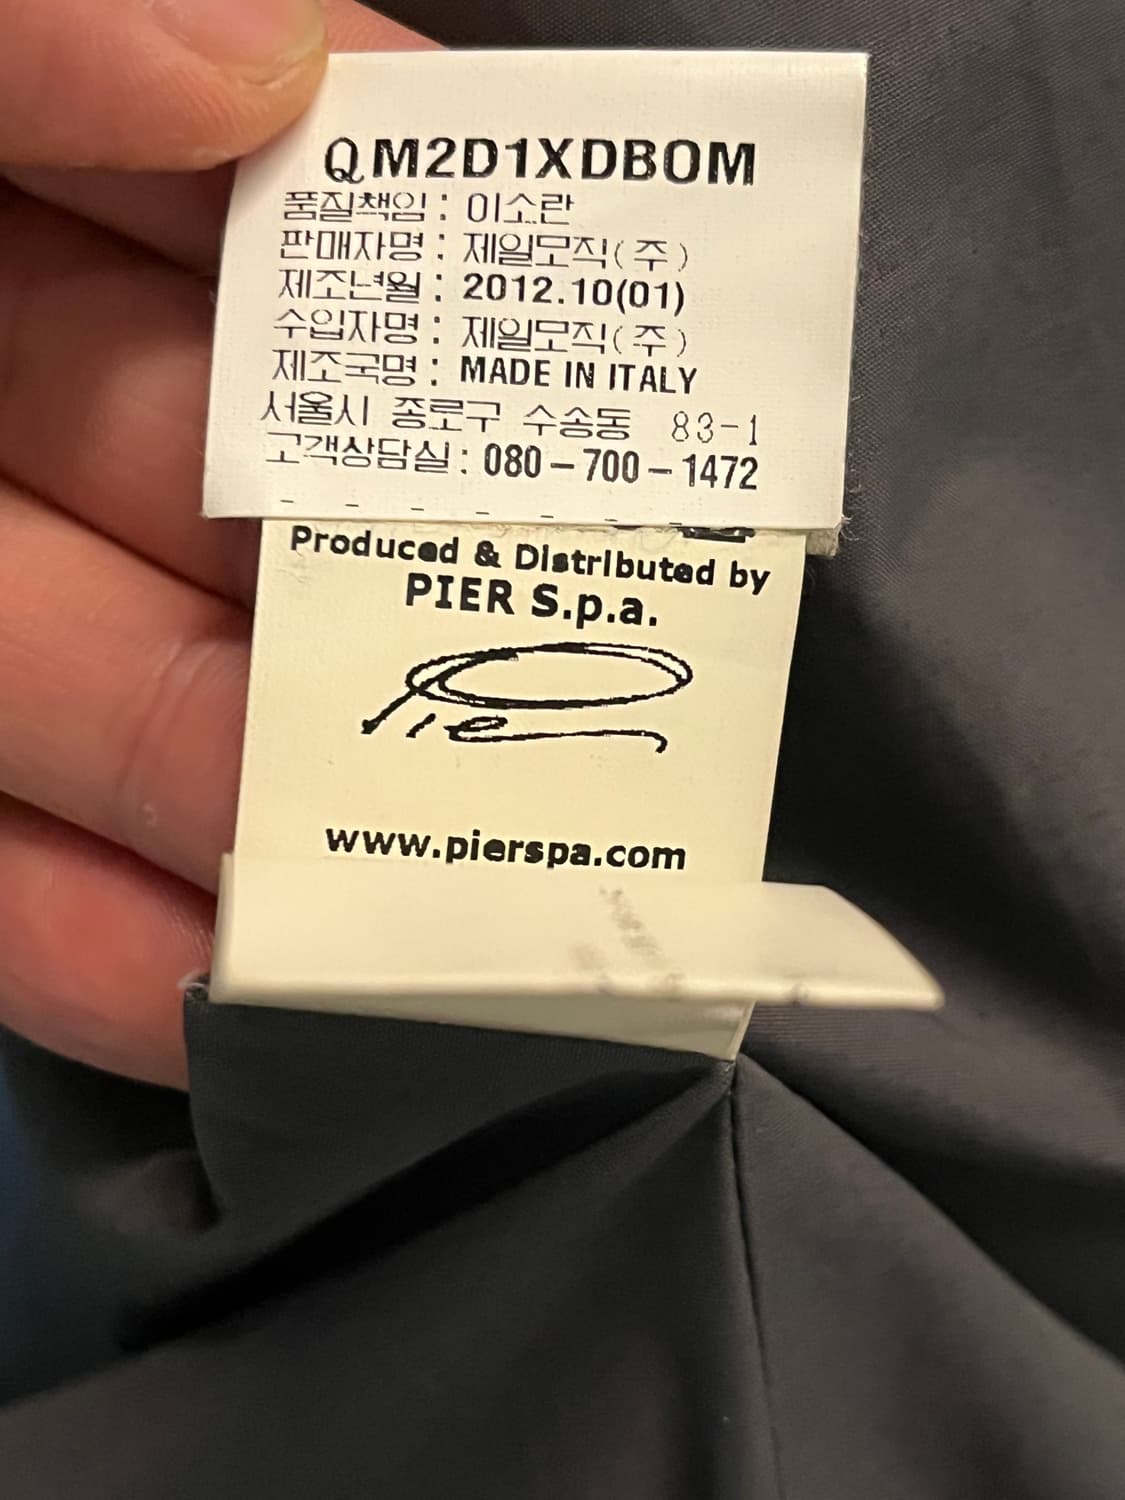 QM2D1XDBOM
품질책임 : 이소란
판매자명 : 제일모직(주)
제조년월 : 2012.10(01)
수입자명 : 제일모직(주)
제조국명 : MADE IN ITALY
서울시 종로구 수송동 83-1
고객상담실 : 080-700-1472
Produced & Distributed by
PIER S.p.a.
Pier
www.pierspa.com